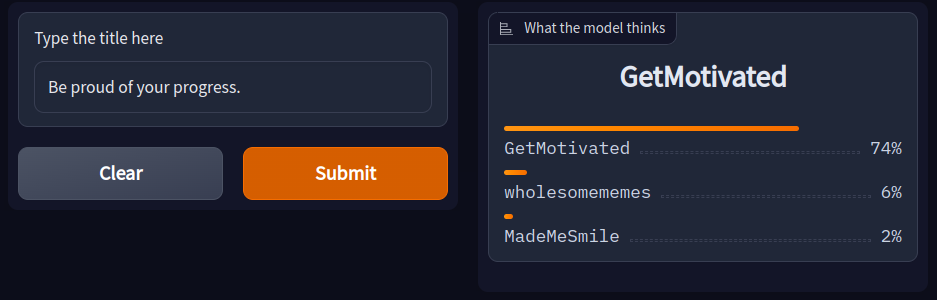 Type the title here
Be proud of your progress.
Clear
Submit
What the model thinks
GetMotivated
GetMotivated 74%
wholesomememes 6%
MadeMeSmile 2%